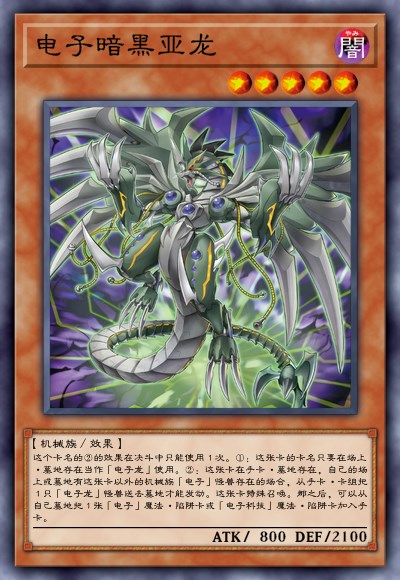 电子暗黑亚龙
やみ
闇
【机械族/效果】
这个卡名的②的效果在决斗中只能使用1次。①:这张卡的卡名只要在场上
·墓地存在当作「电子龙」使用。②:这张卡在手卡·墓地存在,自己的场
上或墓地有这张卡以外的机械族「电子」怪兽存在的场合,从手卡·卡组把
1只「电子龙」怪兽送去墓地才能发动。这张卡特殊召唤。那之后,可以从
自己墓地把1张「电子」魔法·陷阱卡或「电子科技」魔法·陷阱卡加入手
卡。
ATK/ 800 DEF/2100